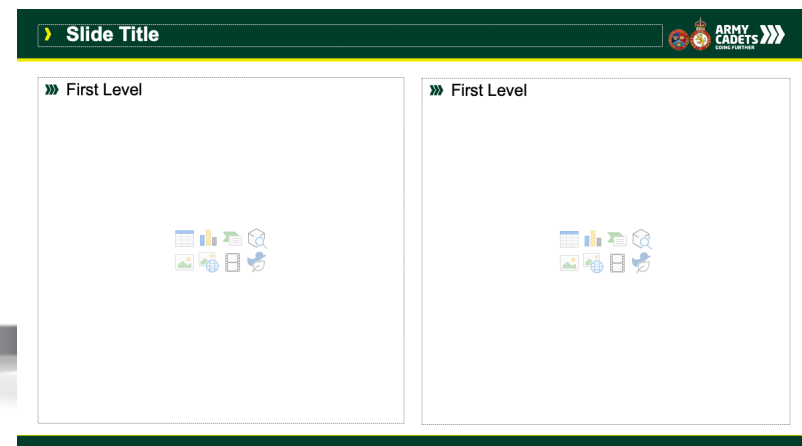 Slide Title
ARMY
CADETS
GOING FURTHER
First Level
First Level